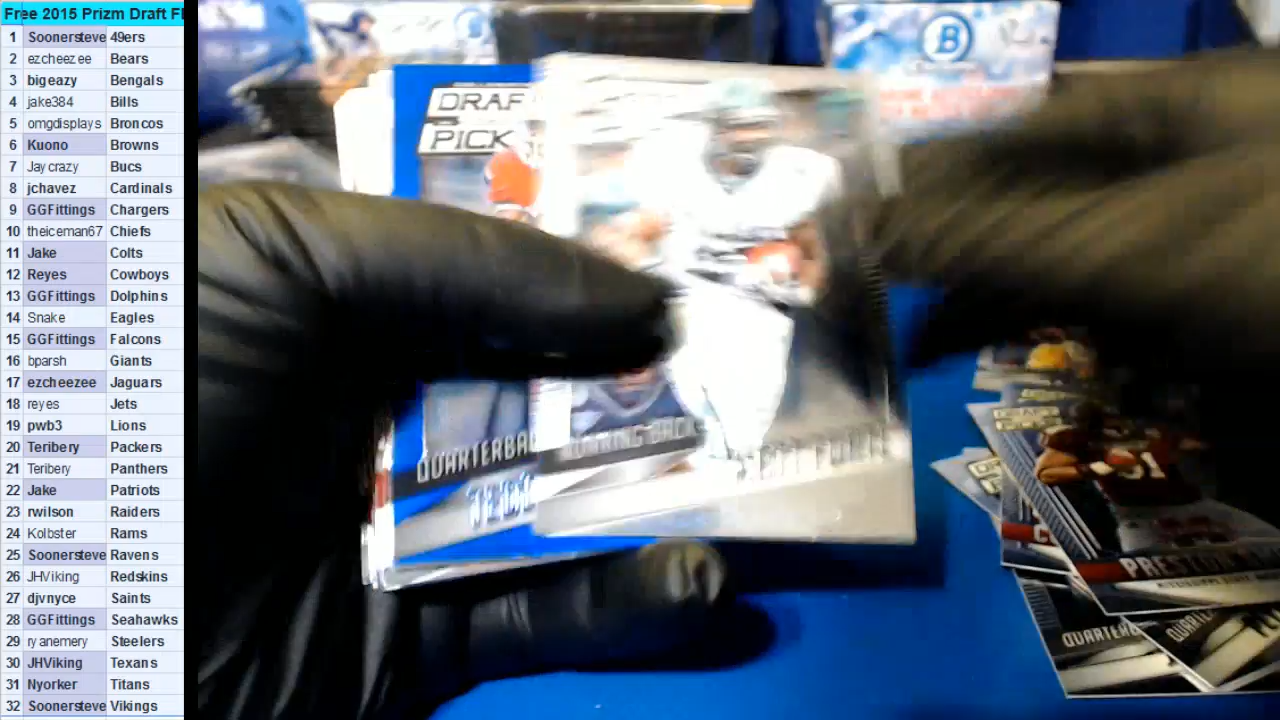 Free 2015 Prizm Draft F
1 Soonersteve 49ers
2 ezcheezee Bears
3 bigeazy Bengals
4 jake384 Bills
5 omgdisplays Broncos
6 Kuono Browns
7 Jaycrazy Bucs
8 jchavez Cardinals
9 GGFittings Chargers
10 theiceman67 Chiefs
11 Jake Colts
12 Reyes Cowboys
13 GGFittings Dolphins
14 Snake Eagles
15 GGFittings Falcons
16 bparsh Giants
17 ezcheezee Jaguars
18 reyes Jets
19 pwb3 Lions
20 Teribery Packers
21 Teribery Panthers
22 Jake Patriots
23 rwilson Raiders
24 Kolbster Rams
25 Soonersteve Ravens
26 JHViking Redskins
27 djvnyce Saints
28 GGFittings Seahawks
29 ryanemery Steelers
30 JHViking Texans
31 Nyorker Titans
32 Soonersteve Vikings
B
DRAF
PICK
QUARTERBA
RUNNING BACK
31
PRESTON
QUARTERB
QUART